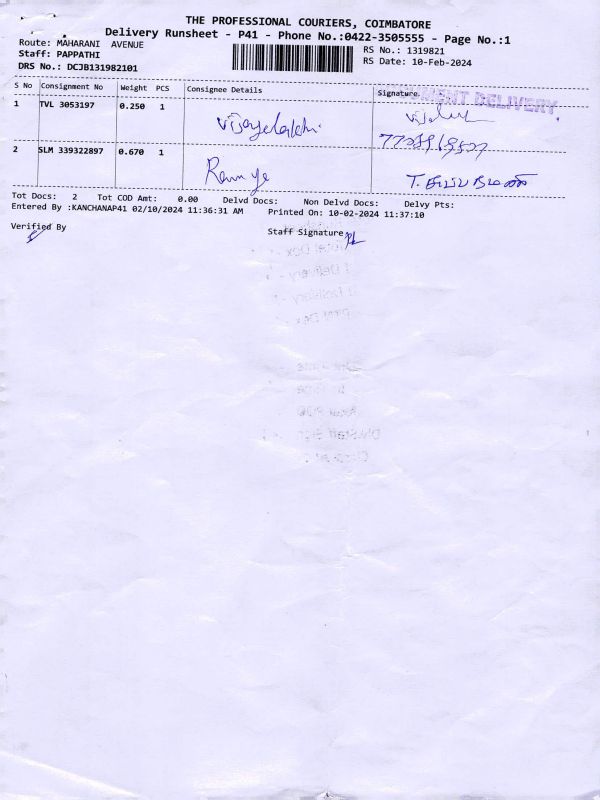 THE PROFESSIONAL COURIERS, COIMBATORE
Delivery Runsheet - P41 - Phone No.:0422-3505555 - Page No.:1
Route: MAHARANI AVENUE
RS No.: 1319821
Staff: PAPPATHI
RS Date: 10-Feb-2024
DRS No.: DCJB131982101
S No Consignment No Weight PCS Consignee Details Signature
DELIVERY
1 TVL 3053197 0.250 1
2 SLM 339322897 0.670 1
Ramya
Tot Docs: 2 Tot COD Amt: 0.00 Delvd Docs: Non Delvd Docs: Delvy Pts:
Entered By :KANCHANAP41 02/10/2024 11:36:31 AM Printed On: 10-02-2024 11:37:10
Verified By
Staff Signature